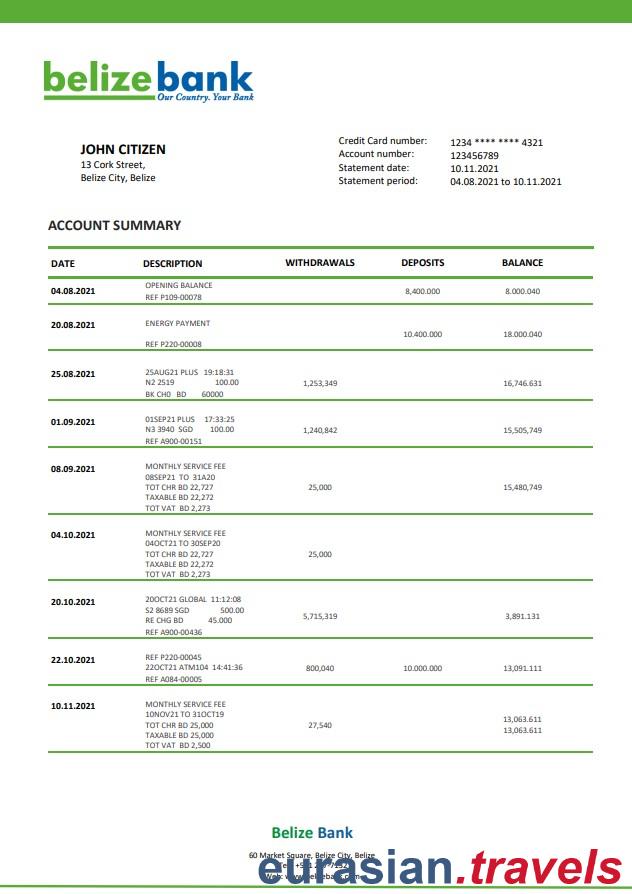 belizebank
Our Country. Your Bank
JOHN CITIZEN
13 Cork Street,
Belize City, Belize
Credit Card number: 1234 **** **** 4321
Account number: 123456789
Statement date: 10.11.2021
Statement period: 04.08.2021 to 10.11.2021
ACCOUNT SUMMARY
DATE DESCRIPTION WITHDRAWALS DEPOSITS BALANCE
04.08.2021 OPENING BALANCE 8,400.000 8.000.040
REF P109-00078
20.08.2021 ENERGY PAYMENT
10.400.000 18.000.040
REF P220-00008
25.08.2021 25AUG21 PLUS 19:18:31
N2 2519 100.00 1,253,349 16,746.631
BK CH0 BD 60000
01.09.2021 01SEP21 PLUS 17:33:25
N3 3940 SGD 100.00 1,240,842 15,505,749
REF A900-00151
08.09.2021 MONTHLY SERVICE FEE
08SEP21 TO 31A20
TOT CHR BD 22,727 25,000 15,480,749
TAXABLE BD 22,272
TOT VAT BD 2,273
04.10.2021 MONTHLY SERVICE FEE
04OCT21 TO 30SEP20
TOT CHR BD 22,727 25,000
TAXABLE BD 22,272
TOT VAT BD 2,273
20.10.2021 20OCT21 GLOBAL 11:12:08
S2 8689 SGD 500.00
RE CHG BD 45.000 5,715,319 3,891.131
REF A900-00436
22.10.2021 REF P220-00045
22OCT21 ATM104 14:41:36 800,040 10.000.000 13,091.111
REF A084-00005
10.11.2021 MONTHLY SERVICE FEE
10NOV21 TO 31OCT19 13,063.611
TOT CHR BD 25,000 27,540 13,063.611
TAXABLE BD 25,000
TOT VAT BD 2,500
Belize Bank
60 Market Square, Belize City, Belize
eurasian.travels